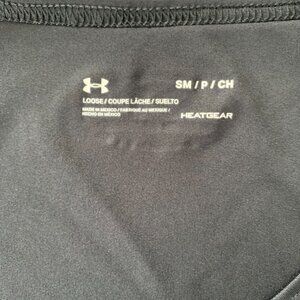 SM / P / CH
LOOSE / COUPE LÂCHE / SUELTO
MADE IN MEXICO / FABRIQUÉ AU MEXIQUE /
HECHO EN MÉXICO
HEATGEAR